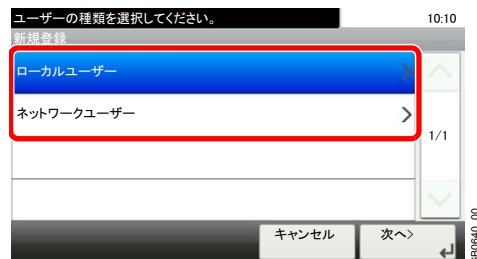 ユーザーの種類を選択してください。 10:10
新規登録
ローカルユーザー
ネットワークユーザー
1/1
キャンセル 次へ>